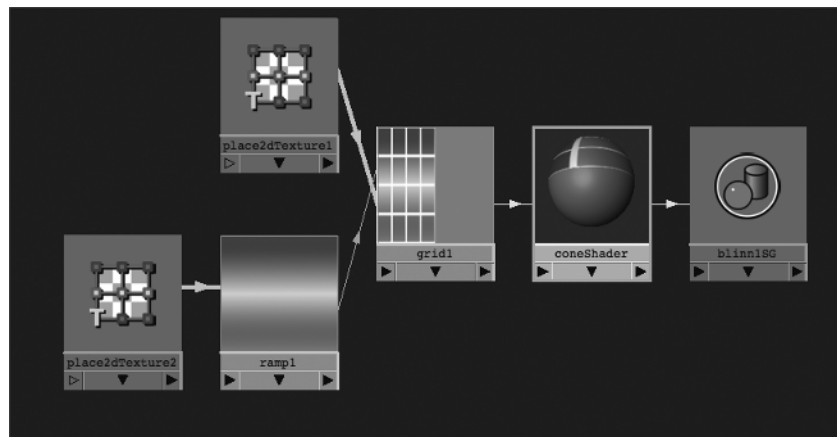 place2dTexture1
grid1
coneShader
blinn1SG
place2dTexture2
ramp1